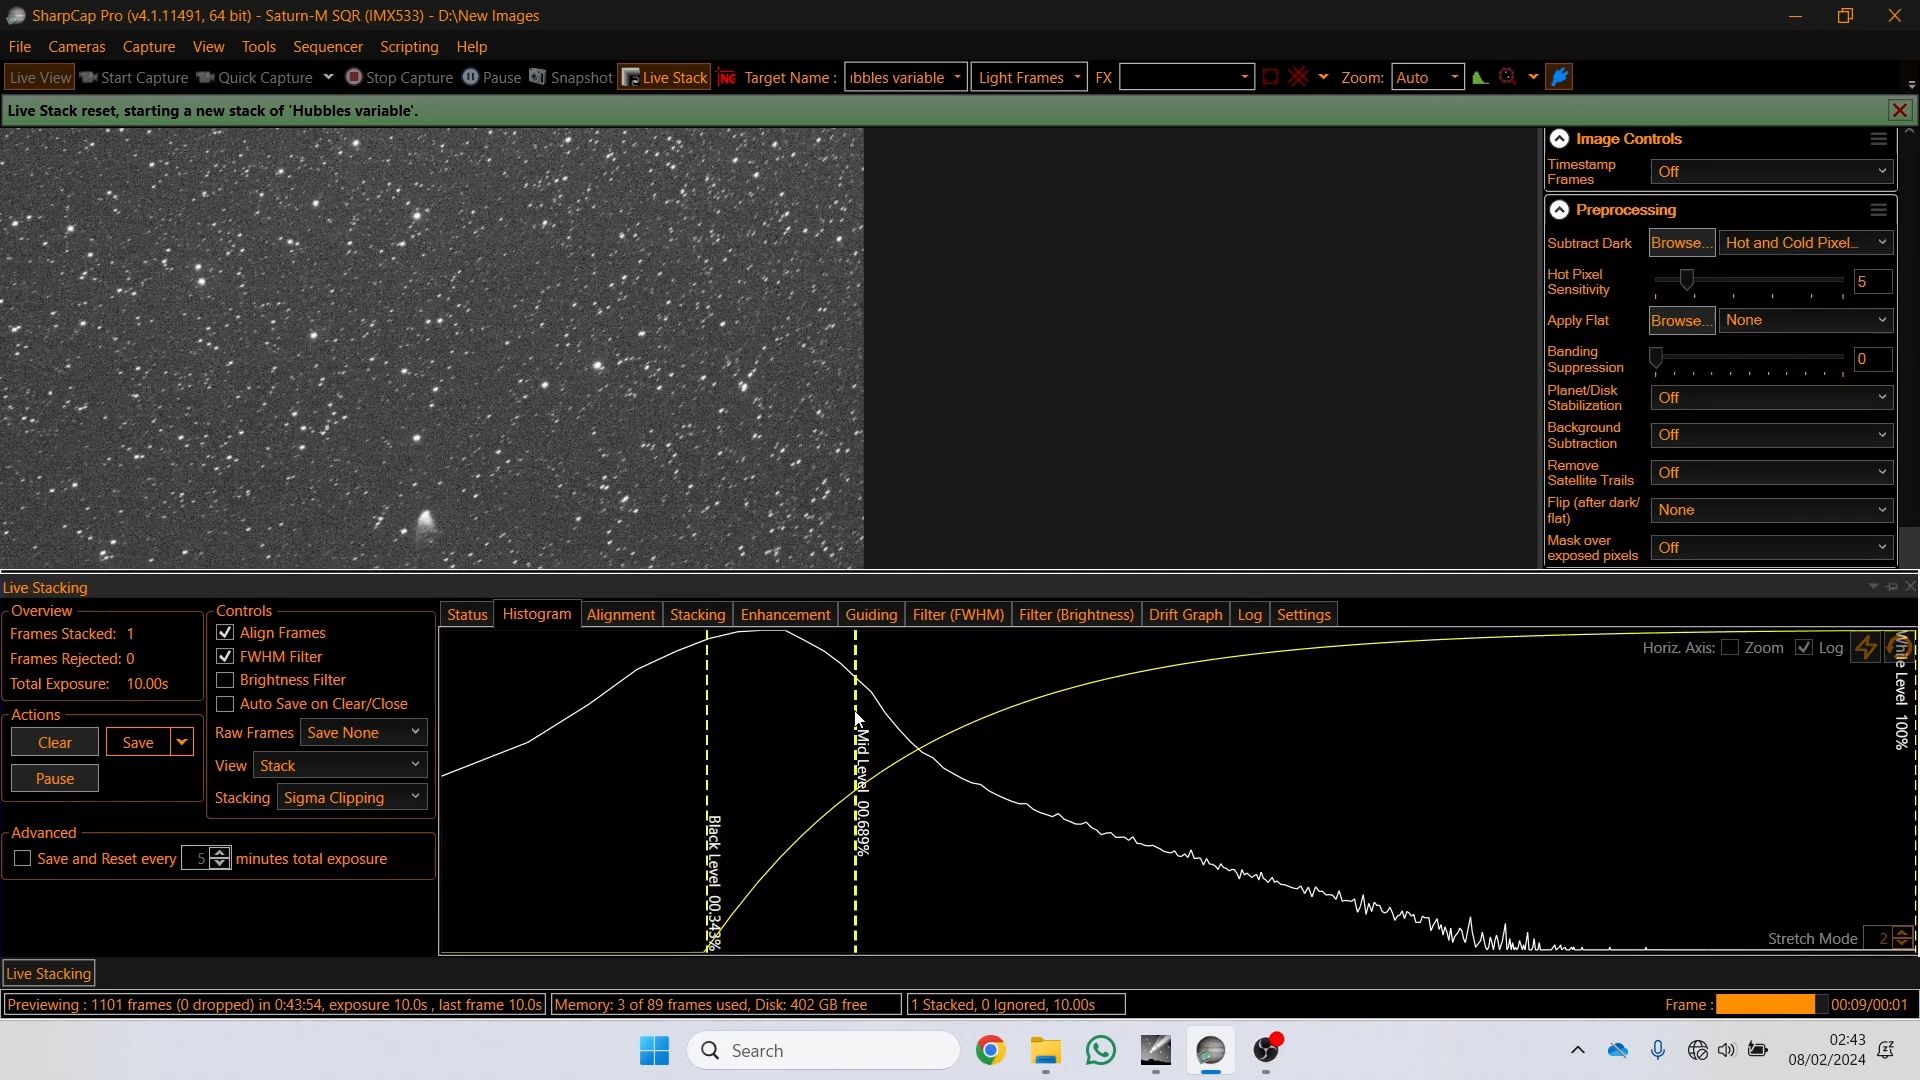 SharpCap Pro (v4.1.11491, 64 bit) - Saturn-M SQR (IMX533) - D:\New Images
File Cameras Capture View Tools Sequencer Scripting Help
Live View Start Capture Quick Capture Stop Capture Pause Snapshot Live Stack Target Name : ıbbles variable Light Frames FX Zoom: Auto
Live Stack reset, starting a new stack of 'Hubbles variable'.
Image Controls
Timestamp
Frames
Off
Preprocessing
Subtract Dark Browse... Hot and Cold Pixel...
Hot Pixel
Sensitivity
5
Apply Flat Browse... None
Banding
Suppression
0
Planet/Disk
Stabilization
Off
Background
Subtraction
Off
Remove
Satellite Trails
Off
Flip (after dark/
flat)
None
Mask over
exposed pixels
Off
Live Stacking
Overview
Frames Stacked: 1
Frames Rejected: 0
Total Exposure: 10.00s
Actions
Clear Save
Pause
Controls
Align Frames
FWHM Filter
Brightness Filter
Auto Save on Clear/Close
Raw Frames Save None
View Stack
Stacking Sigma Clipping
Advanced
Save and Reset every 5 minutes total exposure
Status Histogram Alignment Stacking Enhancement Guiding Filter (FWHM) Filter (Brightness) Drift Graph Log Settings
Horiz. Axis: Zoom Log
Black Level 00.343%
Mid Level 00.689%
While Level 100%
Stretch Mode 2
Live Stacking
Previewing : 1101 frames (0 dropped) in 0:43:54, exposure 10.0s , last frame 10.0s Memory: 3 of 89 frames used, Disk: 402 GB free 1 Stacked, 0 Ignored, 10.00s Frame : 00:09/00:01
Search
02:43
08/02/2024